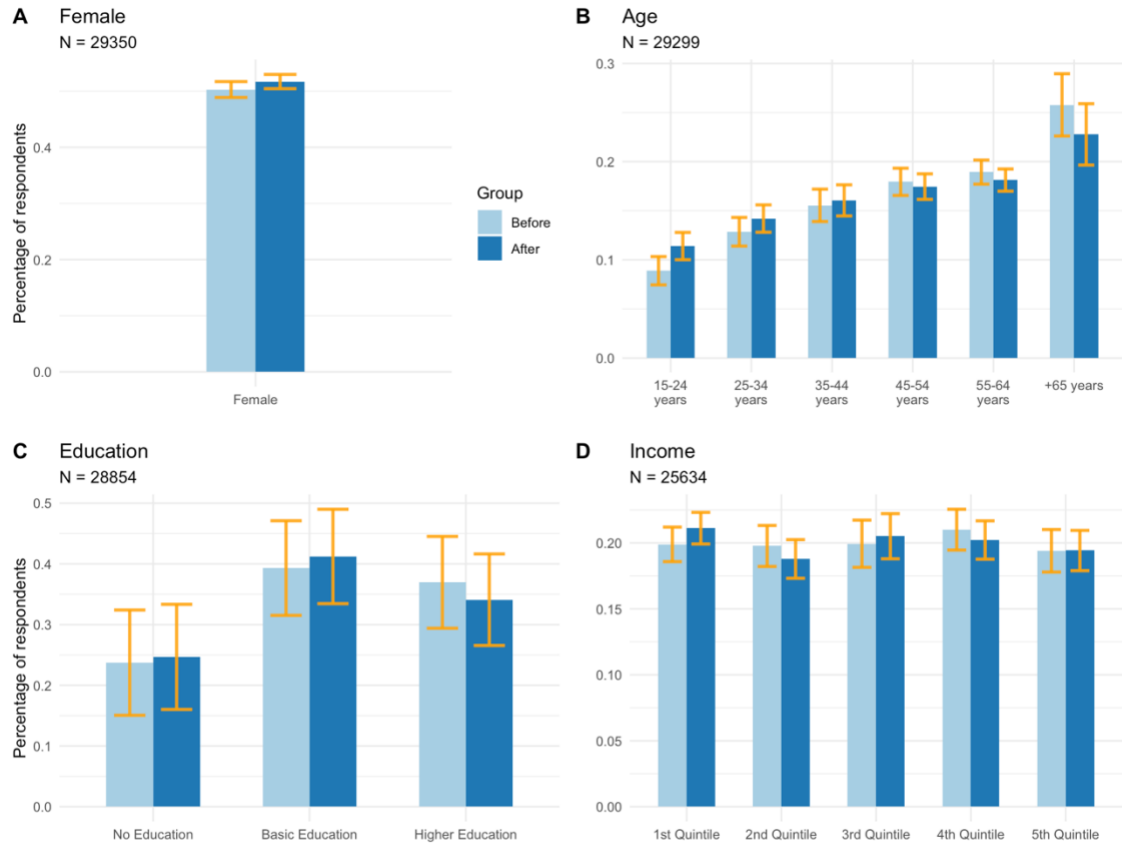 A Female
N = 29350
Percentage of respondents
0.4
0.2
0.0
Female
Group
Before
After
B Age
N = 29299
0.3
0.2
0.1
0.0
15-24
years
25-34
years
35-44
years
45-54
years
55-64
years
+65 years
C Education
N = 28854
Percentage of respondents
0.5
0.4
0.3
0.2
0.1
0.0
No Education
Basic Education
Higher Education
D Income
N = 25634
0.20
0.15
0.10
0.05
0.00
1st Quintile
2nd Quintile
3rd Quintile
4th Quintile
5th Quintile